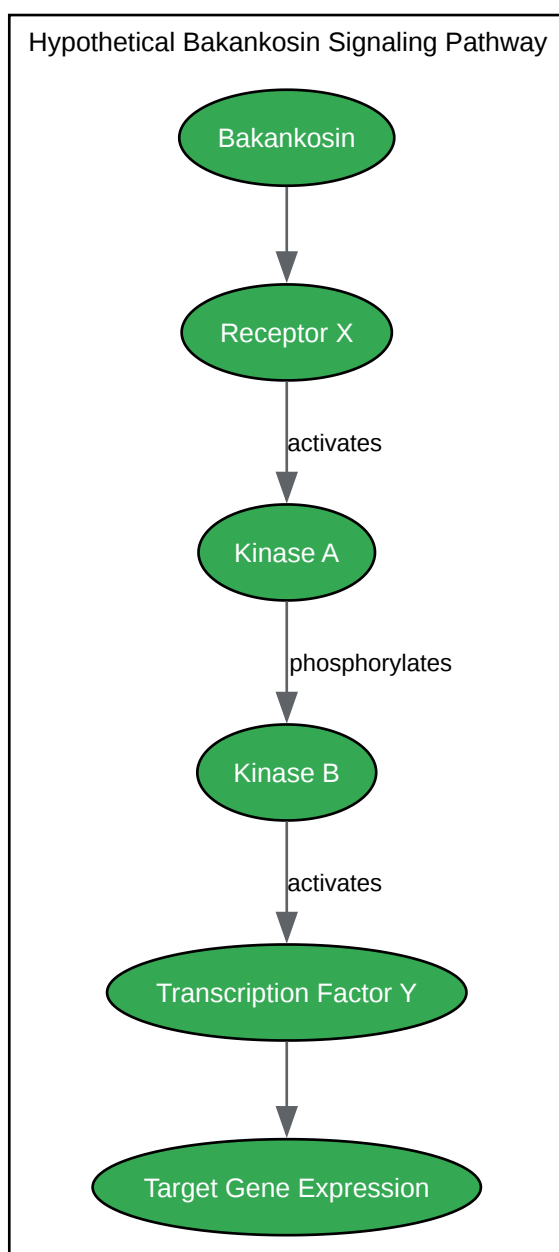 Hypothetical Bakankosin Signaling Pathway
Bakankosin
Receptor X
activates
Kinase A
phosphorylates
Kinase B
activates
Transcription Factor Y
Target Gene Expression